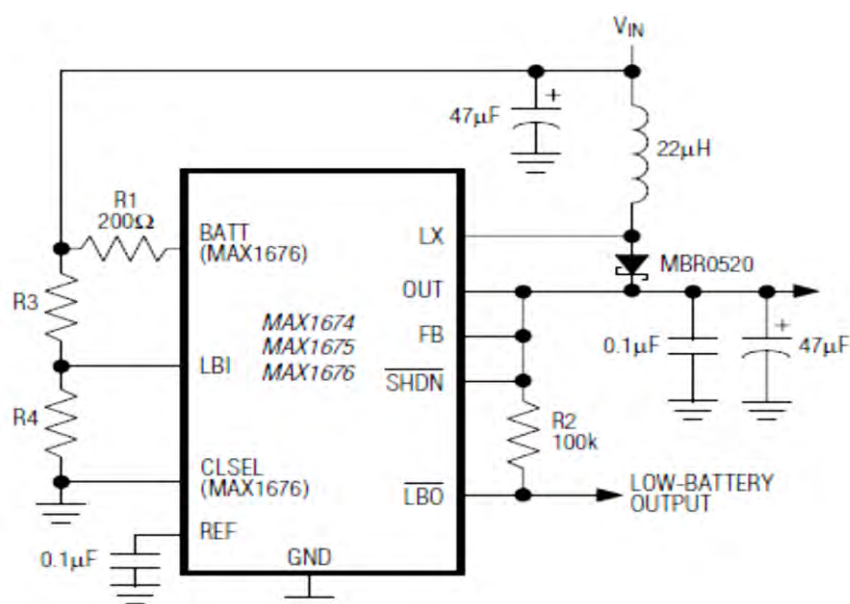 VIN
47µF
+
22µH
R1
200Ω
BATT
(MAX1676)
LX
MBR0520
OUT
R3
MAX1674
MAX1675
MAX1676
FB
0.1µF
+
47µF
LBI
SHDN
R4
R2
100k
CLSEL
(MAX1676)
LBO
LOW-BATTERY
OUTPUT
REF
0.1µF
GND